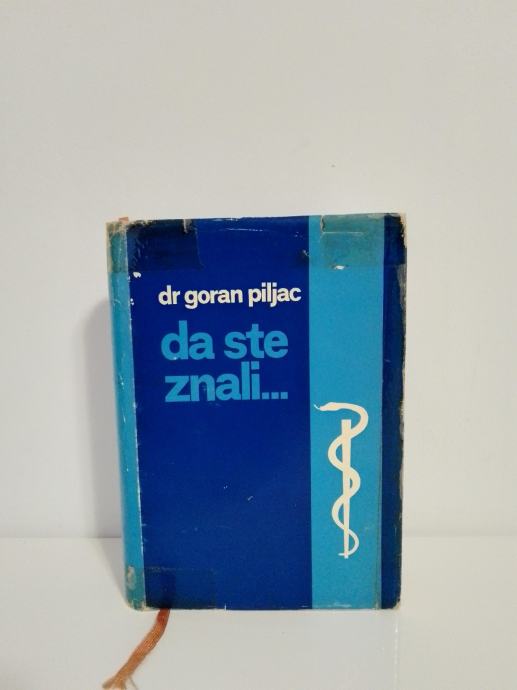 dr goran piljac
da ste
znali...